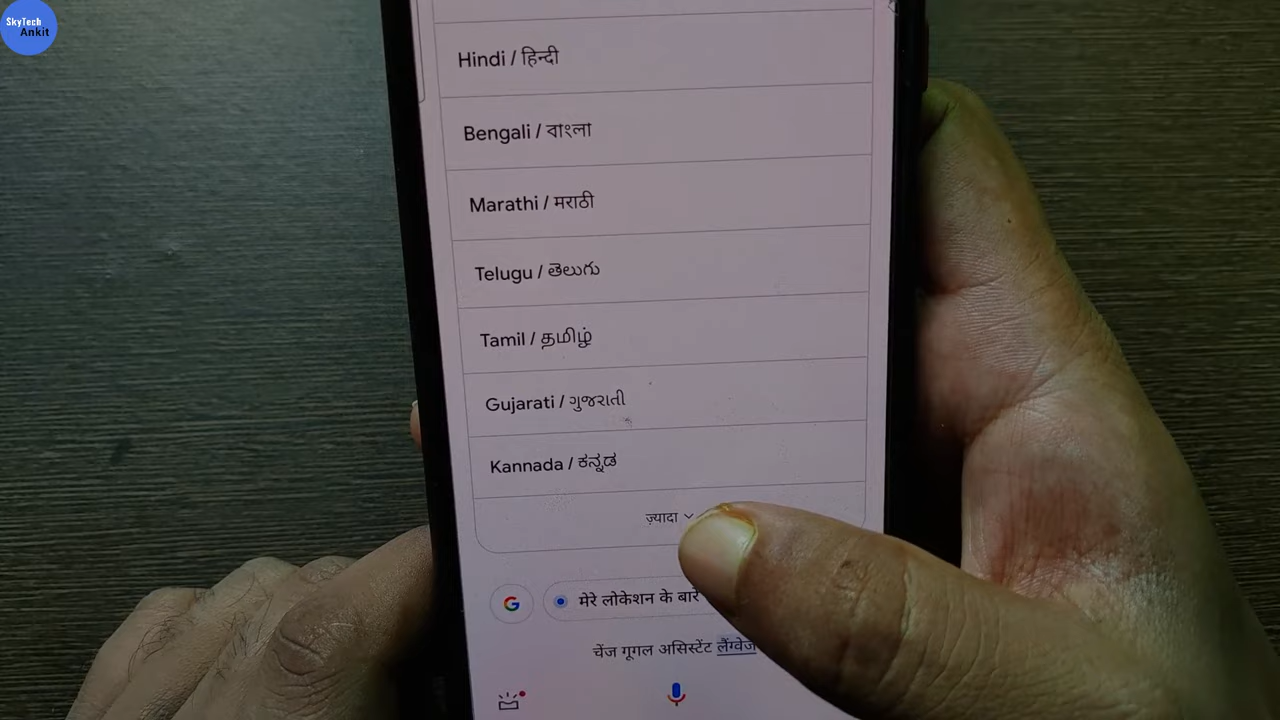 SkyTech
Ankit
Hindi / हिन्दी
Bengali / বাংলা
Marathi / मराठी
Telugu / తెలుగు
Tamil / தமிழ்
Gujarati / ગુજરાતી
Kannada / ಕನ್ನಡ
ज़्यादा
G
मेरे लोकेशन के बारे
चेंज गूगल असिस्टेंट लैंग्वेज